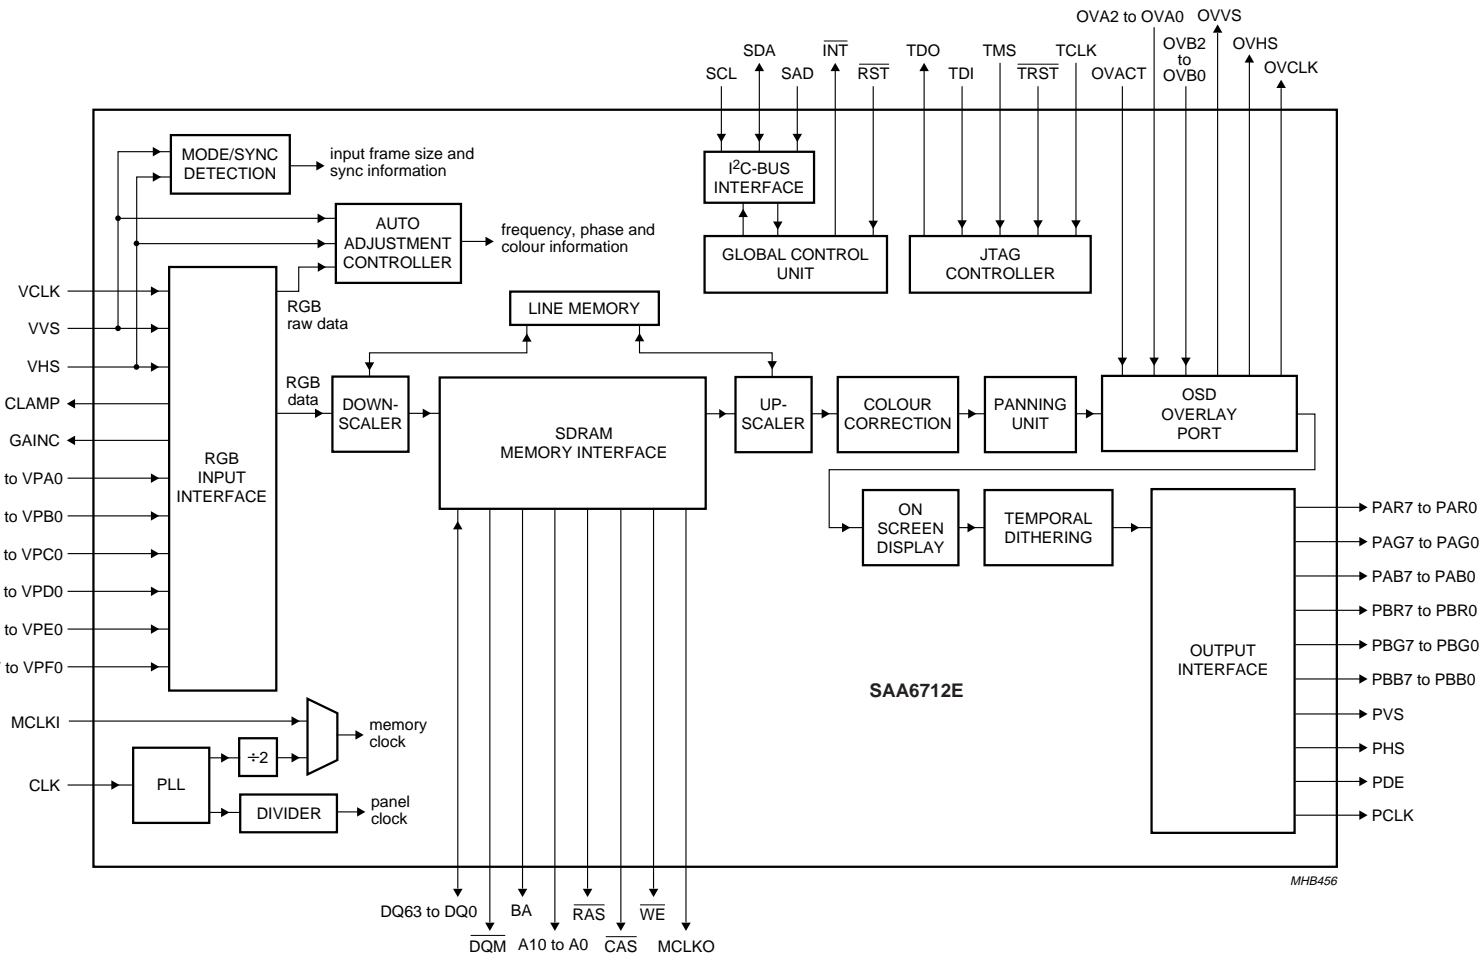 OVA2 to OVA0
OVVS
SDA
INT
TDO
TMS
TCLK
OVB2
to
OVB0
OVHS
SCL
SAD
RST
TDI
TRST
OVACT
OVCLK
MODE/SYNC
DETECTION
input frame size and
sync information
I²C-BUS
INTERFACE
AUTO
ADJUSTMENT
CONTROLLER
frequency, phase and
colour information
GLOBAL CONTROL
UNIT
JTAG
CONTROLLER
VCLK
VVS
VHS
CLAMP
GAINC
to VPA0
to VPB0
to VPC0
to VPD0
to VPE0
to VPF0
RGB
INPUT
INTERFACE
RGB
raw data
RGB
data
LINE MEMORY
DOWN-
SCALER
SDRAM
MEMORY INTERFACE
UP-
SCALER
COLOUR
CORRECTION
PANNING
UNIT
OSD
OVERLAY
PORT
ON
SCREEN
DISPLAY
TEMPORAL
DITHERING
OUTPUT
INTERFACE
PAR7 to PAR0
PAG7 to PAG0
PAB7 to PAB0
PBR7 to PBR0
PBG7 to PBG0
PBB7 to PBB0
PVS
PHS
PDE
PCLK
SAA6712E
MCLKI
memory
clock
CLK
PLL
÷2
DIVIDER
panel
clock
MHB456
DQ63 to DQ0
BA
RAS
WE
DQM
A10 to A0
CAS
MCLKO